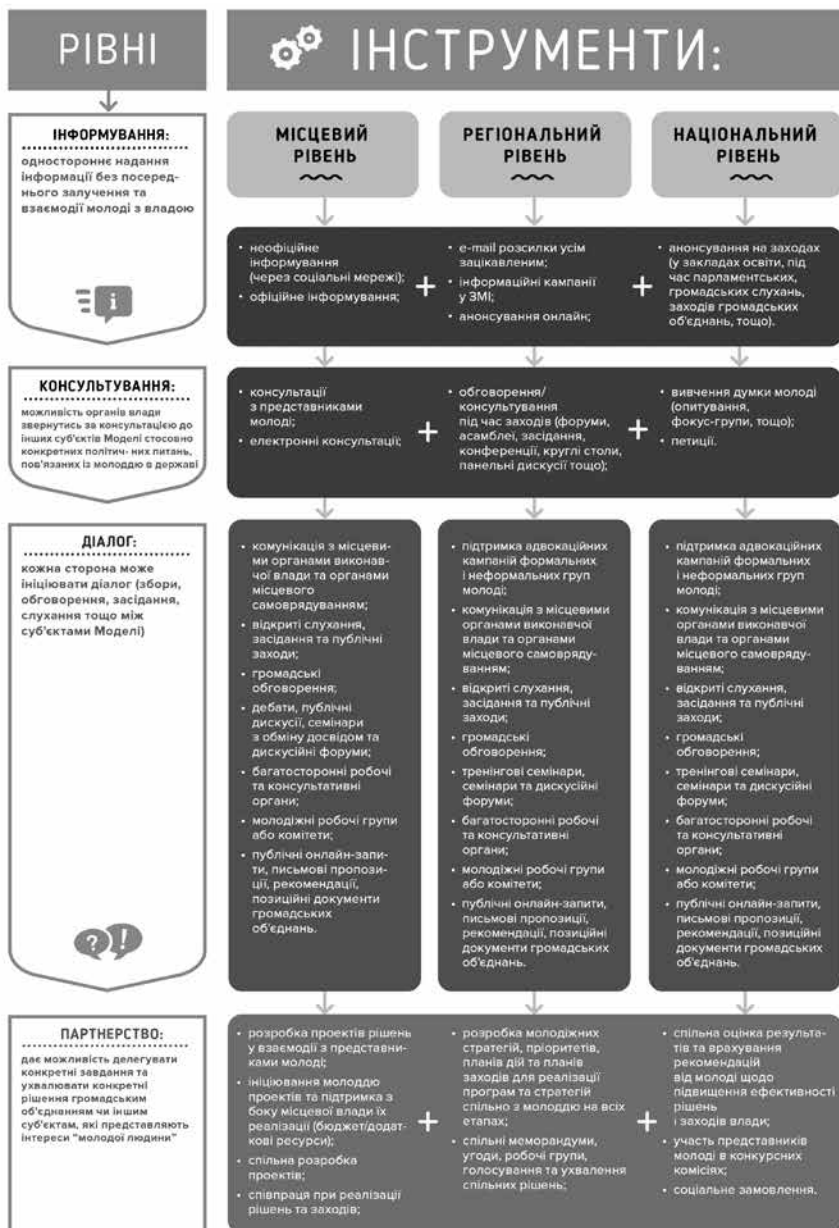 РІВНІ
ІНСТРУМЕНТИ:
ІНФОРМУВАННЯ:
одностороннє надання
інформації без посеред-
нього залучення та
взаємодії молоді з владою
МІСЦЕВИЙ
РІВЕНЬ
РЕГІОНАЛЬНИЙ
РІВЕНЬ
НАЦІОНАЛЬНИЙ
РІВЕНЬ
• неофіційне
інформування
(через соціальні мережі);
• офіційне інформування;
+
• e-mail розсилки усім
зацікавленим;
• інформаційні кампанії
у ЗМІ;
• анонсування онлайн;
+
• анонсування на заходах
(у закладах освіти, під
час парламентських,
громадських слухань,
заходів громадських
об'єднань, тощо).
КОНСУЛЬТУВАННЯ:
можливість органів влади
звернутись за консультацією до
інших суб'єктів Моделі стосовно
конкретних політич- них питань,
пов'язаних із молоддю в державі
• консультації
з представниками
молоді;
• електронні консультації;
+
• обговорення/
консультування
під час заходів (форуми,
асамблеї, засідання,
конференції, круглі столи,
панельні дискусії тощо);
+
• вивчення думки молоді
(опитування,
фокус-групи, тощо);
• петиції.
ДІАЛОГ:
кожна сторона може
ініціювати діалог (збори,
обговорення, засідання,
слухання тощо між
суб'єктами Моделі)
• комунікація з місцеви-
ми органами виконав-
чої влади та органами
місцевого
самоврядуванням;
• відкриті слухання,
засідання та публічні
заходи;
• громадські
обговорення;
• дебати, публічні
дискусії, семінари
з обміну досвідом та
дискусійні форуми;
• багатосторонні робочі
та консультативні
органи;
• молодіжні робочі групи
або комітети;
• публічні онлайн-запи-
ти, письмові пропози-
ції, рекомендації,
позиційні документи
громадських
об'єднань.
• підтримка адвокаційних
кампаній формальних
і неформальних груп
молоді;
• комунікація з місцевими
органами виконавчої
влади та органами
місцевого самовряду-
ванням;
• відкриті слухання,
засідання та публічні
заходи;
• громадські
обговорення;
• тренінгові семінари,
семінари та дискусійні
форуми;
• багатосторонні робочі
та консультативні
органи;
• молодіжні робочі групи
або комітети;
• публічні онлайн-запити,
письмові пропозиції,
рекомендації, позиційні
документи громадських
об'єднань.
• підтримка адвокаційних
кампаній формальних
і неформальних груп
молоді;
• комунікація з місцевими
органами виконавчої
влади та органами
місцевого самовряду-
ванням;
• відкриті слухання,
засідання та публічні
заходи;
• громадські
обговорення;
• тренінгові семінари,
семінари та дискусійні
форуми;
• багатосторонні робочі
та консультативні
органи;
• молодіжні робочі групи
або комітети;
• публічні онлайн-запити,
письмові пропозиції,
рекомендації, позиційні
документи громадських
об'єднань.
ПАРТНЕРСТВО:
дає можливість делегувати
конкретні завдання та
ухвалювати конкретні
рішення громадським
об'єднанням чи іншим
суб'єктам, які представляють
інтереси "молодої людини"
• розробка проектів рішень
у взаємодії з представни-
ками молоді;
• ініціювання молоддю
проектів та підтримка з
боку місцевої влади їх
реалізації (бюджет/додат-
кові ресурси);
• спільна розробка
проектів;
• співпраця при реалізації
рішень та заходів;
+
• розробка молодіжних
стратегій, пріоритетів,
планів дій та планів
заходів для реалізації
програм та стратегій
спільно з молоддю на всіх
етапах;
• спільні меморандуми,
угоди, робочі групи,
голосування та ухвалення
спільних рішень;
+
• спільна оцінка результа-
тів та врахування
рекомендацій
від молоді щодо
підвищення ефективності
рішень
і заходів влади;
• участь представників
молоді в конкурсних
комісіях;
• соціальне замовлення.